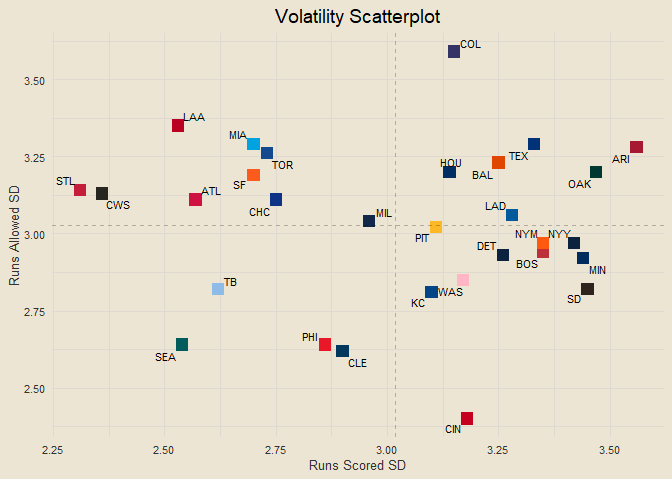 Volatility Scatterplot
COL
3.50
LAA
MIA
TOR
HOU
TEX
BAL
ARI
3.25
STL
CWS
ATL
SF
CHC
OAK
MIL
LAD
PIT
NYM
NYY
3.00
DET
BOS
MIN
TB
WAS
KC
SD
2.75
SEA
PHI
CLE
2.50
CIN
2.25
2.50
2.75
3.00
3.25
3.50
Runs Scored SD
Runs Allowed SD